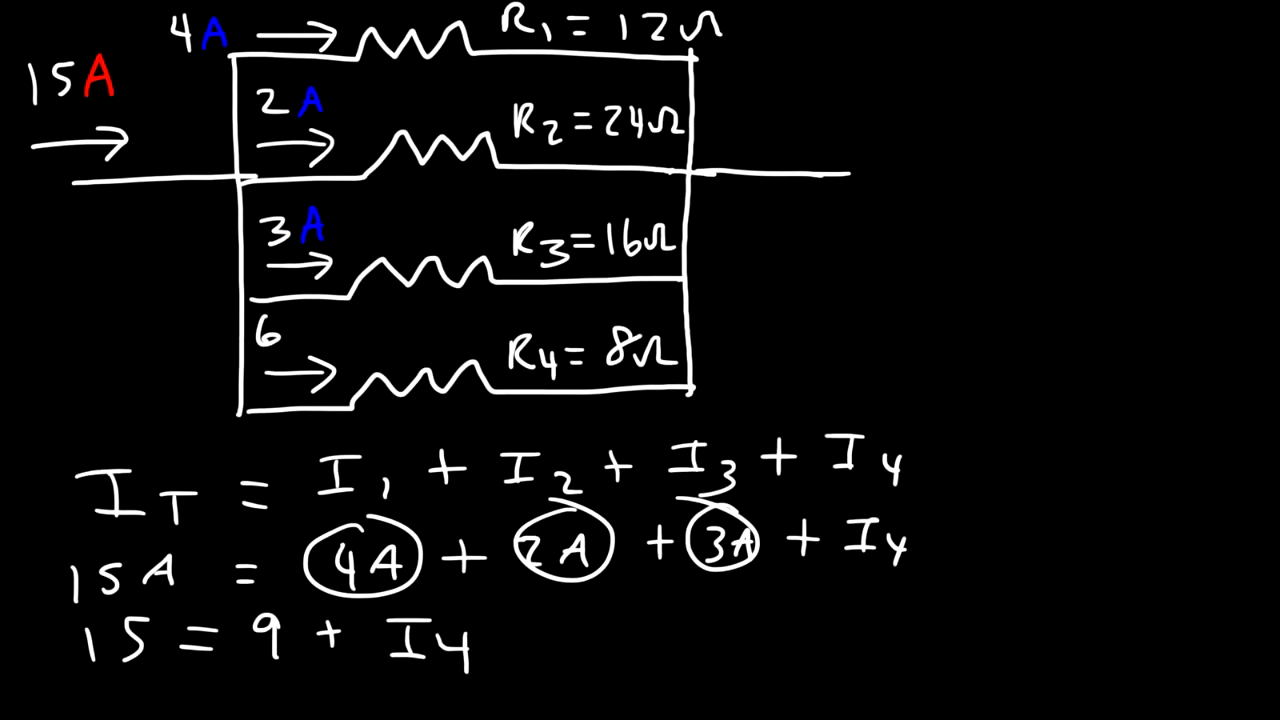 4A R₁ = 12Ω
15A
2A R₂ = 24Ω
3A R₃ = 16Ω
6 R₄ = 8Ω
I_T = I₁ + I₂ + I₃ + I₄
15A = 4A + 2A + 3A + I₄
15 = 9 + I₄